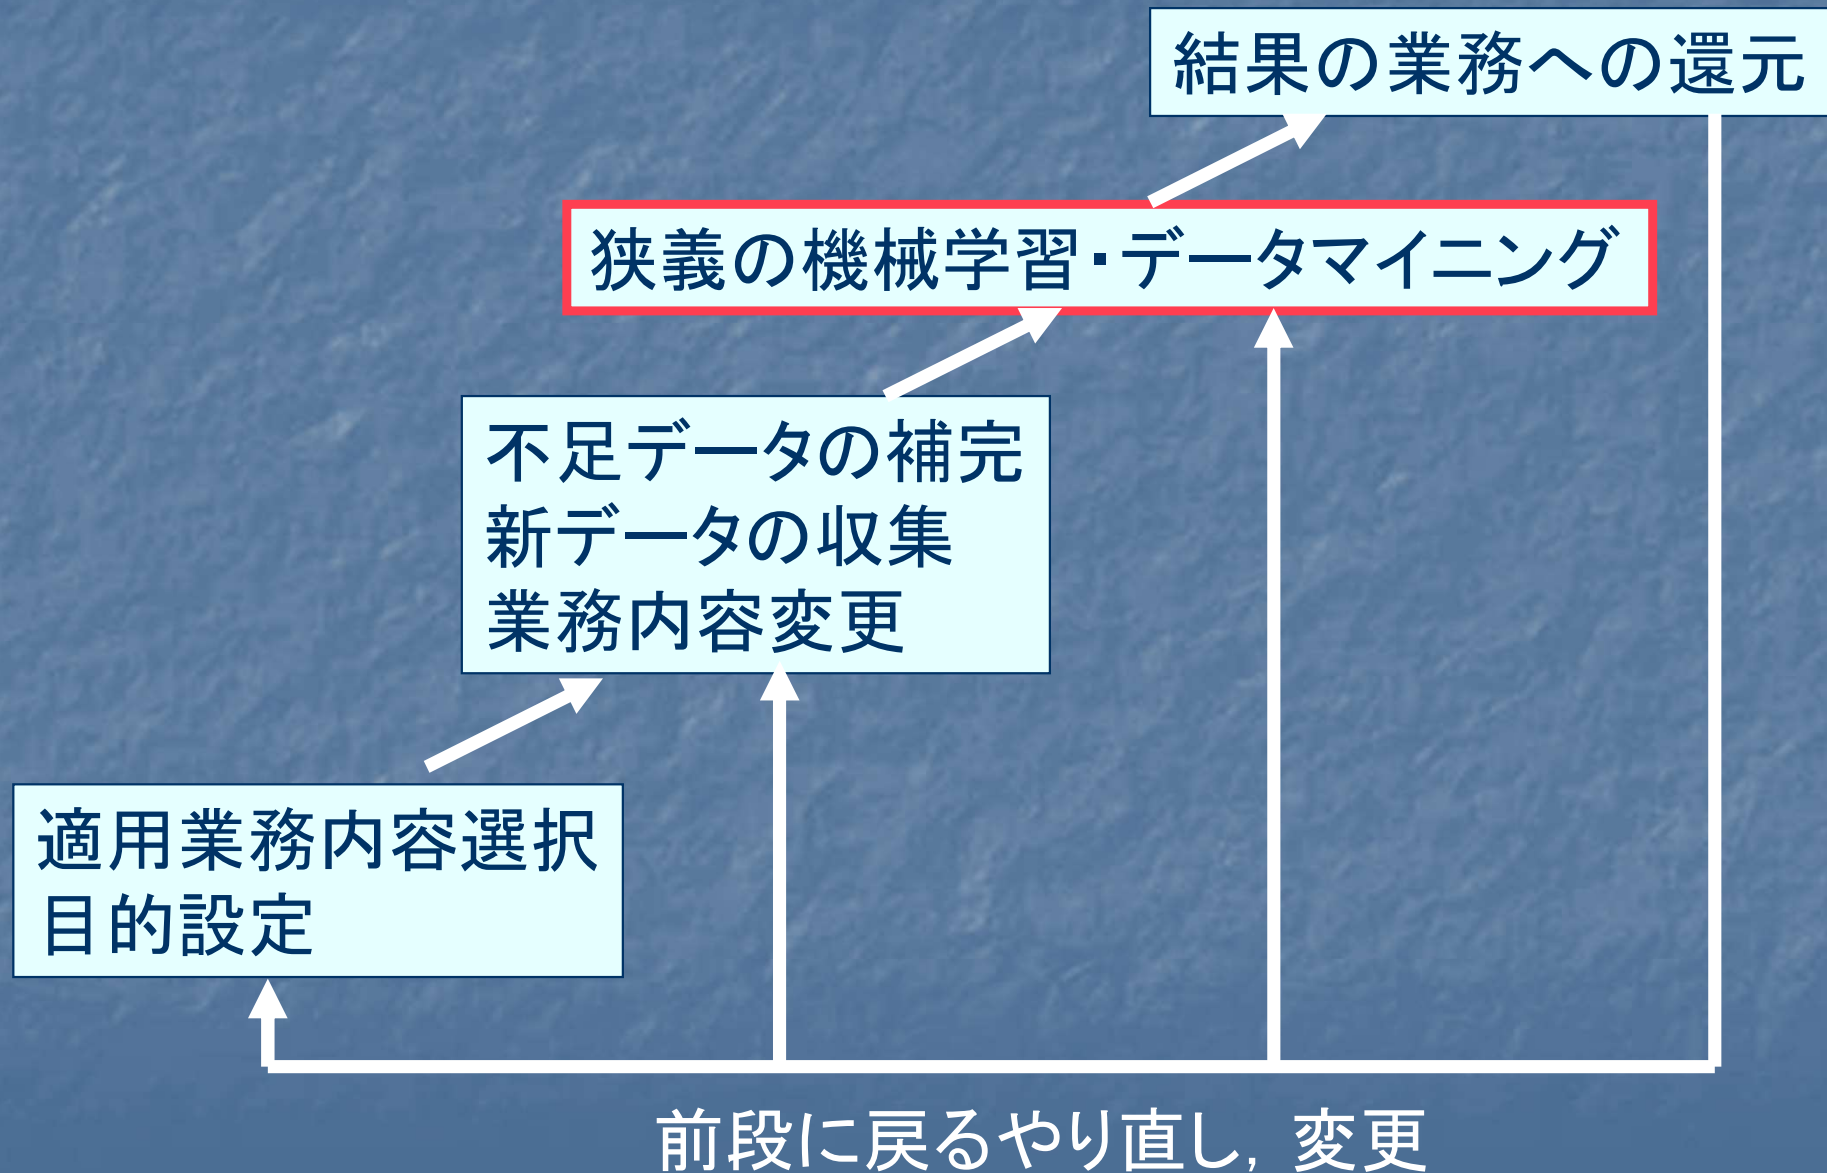 結果の業務への還元
狭義の機械学習・データマイニング
不足データの補完
新データの収集
業務内容変更
適用業務内容選択
目的設定
前段に戻るやり直し, 変更